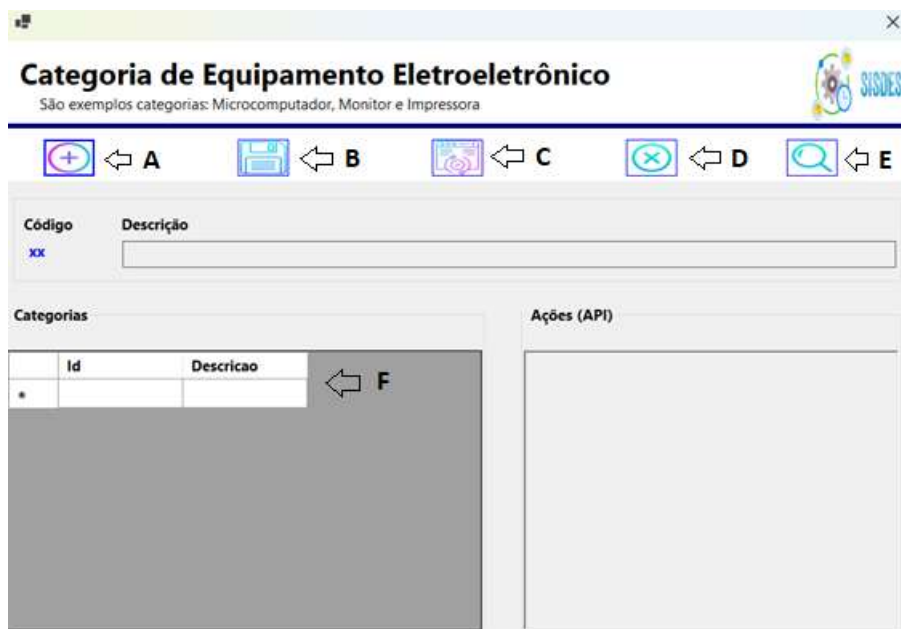 Categoria de Equipamento Eletroeletrônico
São exemplos categorias: Microcomputador, Monitor e Impressora
SISDES
A B C D E
Código Descrição
xx
Categorias Ações (API)
Id Descricao
F